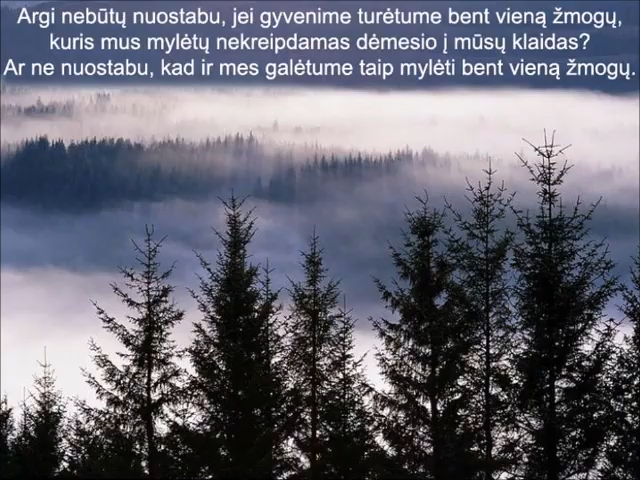 Argi nebūtų nuostabu, jei gyvenime turėtume bent vieną žmogų,
kuris mus mylėtų nekreipdamas dėmesio į mūsų klaidas?
Ar ne nuostabu, kad ir mes galėtume taip mylėti bent vieną žmogų.